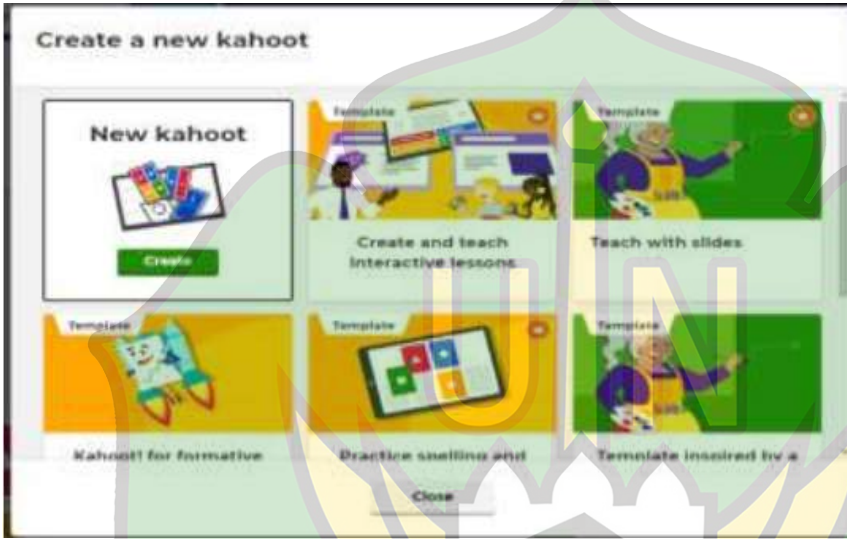 Create a new kahoot
New kahoot
Create
Template
Create and teach
interactive lessons
Template
Teach with slides
Template
Kahoot! for formative
Template
Practice spelling and
Template
Template inspired by a
Close
UIN